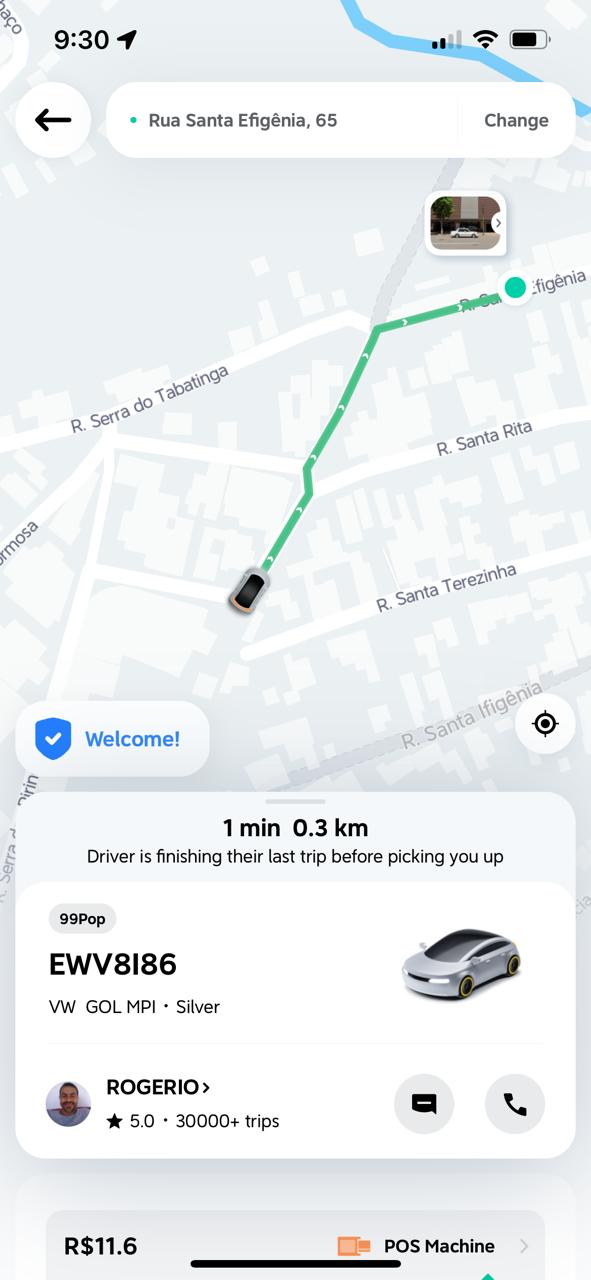 9:30
Rua Santa Efigênia, 65
Change
R. Serra do Tabatinga
R. Santa Rita
R. Santa Terezinha
R. Santa Ifigênia
Welcome!
1 min 0.3 km
Driver is finishing their last trip before picking you up
99Pop
EWV8I86
VW GOL MPI · Silver
ROGERIO
5.0 · 30000+ trips
R$11.6
POS Machine